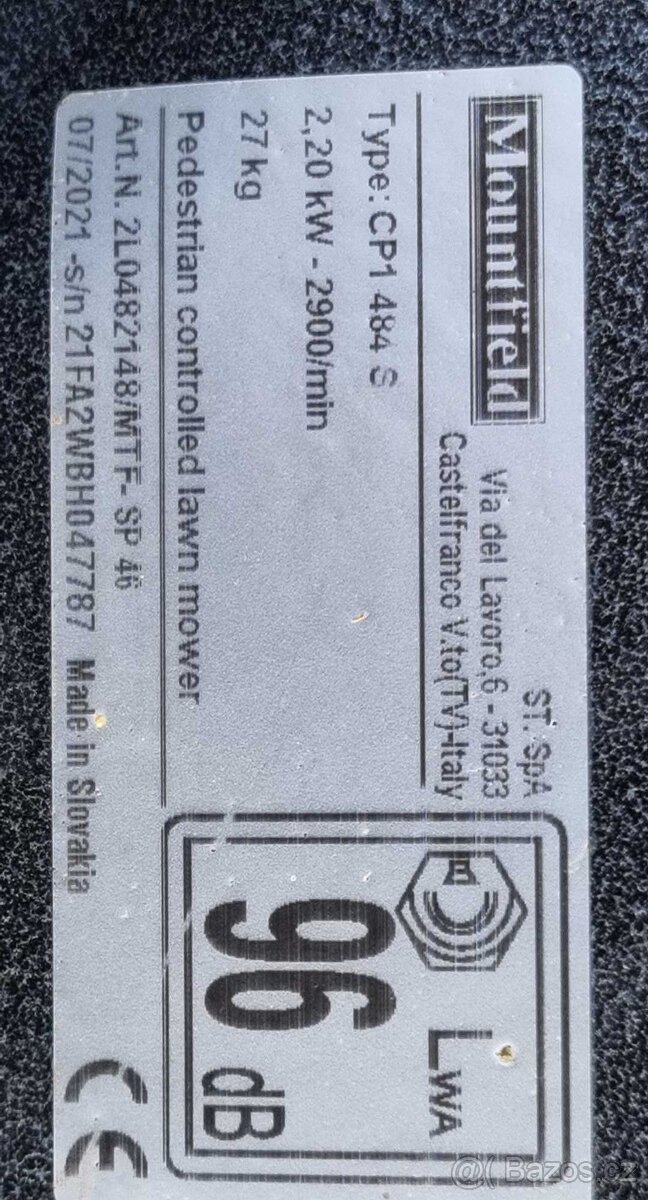 Mountfield
ST. SpA
Via del Lavoro,6 - 31033
Castelfranco V.to(TV)-Italy
Type: CP1 484 S
2,20 kW - 2900/min
27 kg
Pedestrian controlled lawn mower
Art.N. 2L0482148/MTF- SP 46
07/2021 -s/n 21FA2WBH047787 Made in Slovakia
LWA
96 dB
CE
@( Bazos.cz